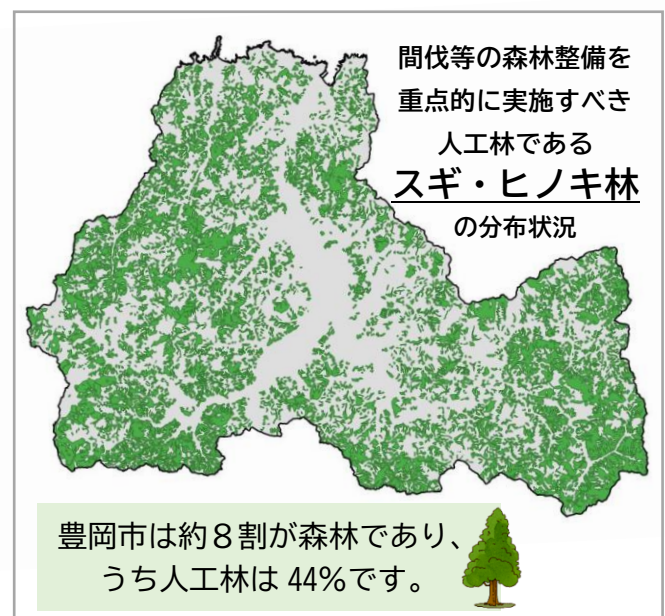 間伐等の森林整備を
重点的に実施すべき
人工林である
スギ・ヒノキ林
の分布状況
豊岡市は約８割が森林であり、
うち人工林は 44%です。